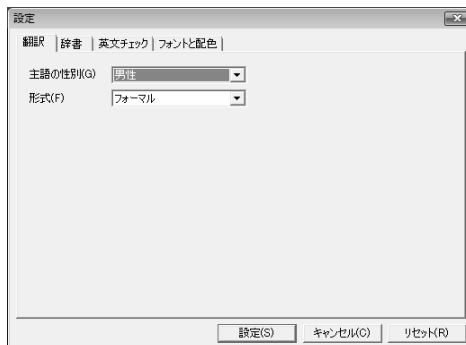 設定
翻訳 辞書 英文チェック フォントと配色
主語の性別(G) 男性
形式(F) フォーマル
設定(S) キャンセル(C) リセット(R)